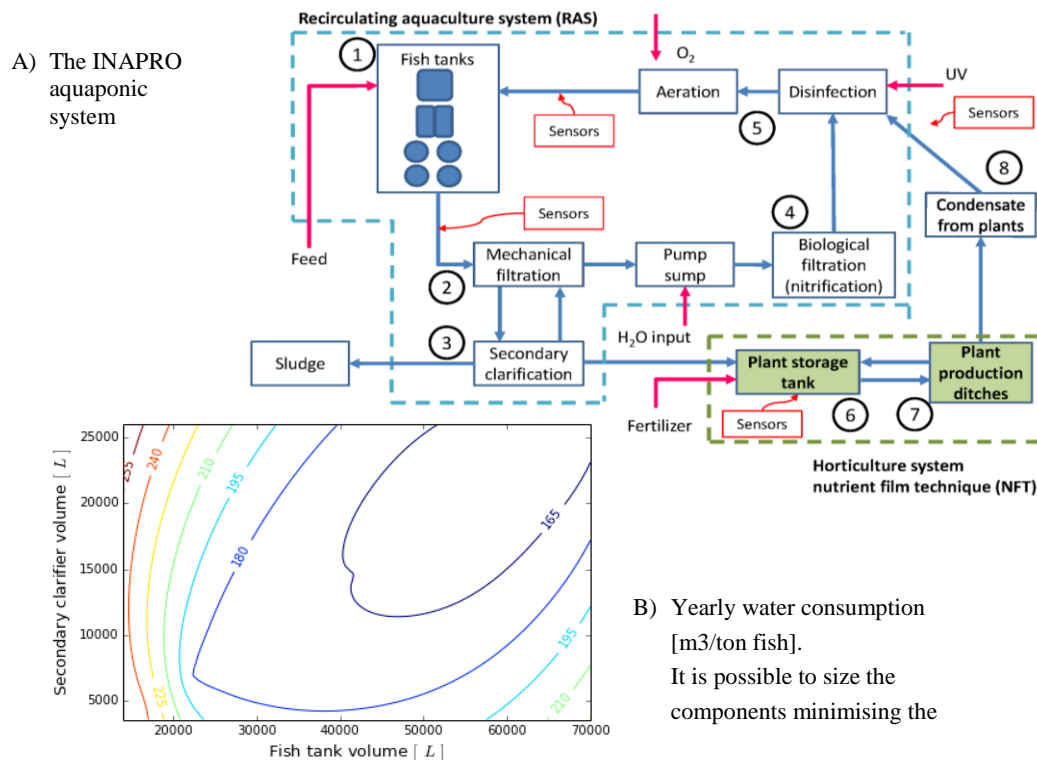 A) The INAPRO
aquaponic
system
Recirculating aquaculture system (RAS)
1
Fish tanks
O2
Aeration
Disinfection
UV
Sensors
Sensors
5
8
Condensate
from plants
Sensors
4
Feed
2
Mechanical
filtration
Pump
sump
Biological
filtration
(nitrification)
3
H2O input
Sludge
Secondary
clarification
Plant storage
tank
Plant
production
ditches
Fertilizer
Sensors
6
7
Horticulture system
nutrient film technique (NFT)
25000
20000
15000
10000
5000
Secondary clarifier volume [ L ]
255
240
225
210
195
180
165
195
210
20000 30000 40000 50000 60000 70000
Fish tank volume [ L ]
B) Yearly water consumption
[m3/ton fish].
It is possible to size the
components minimising the